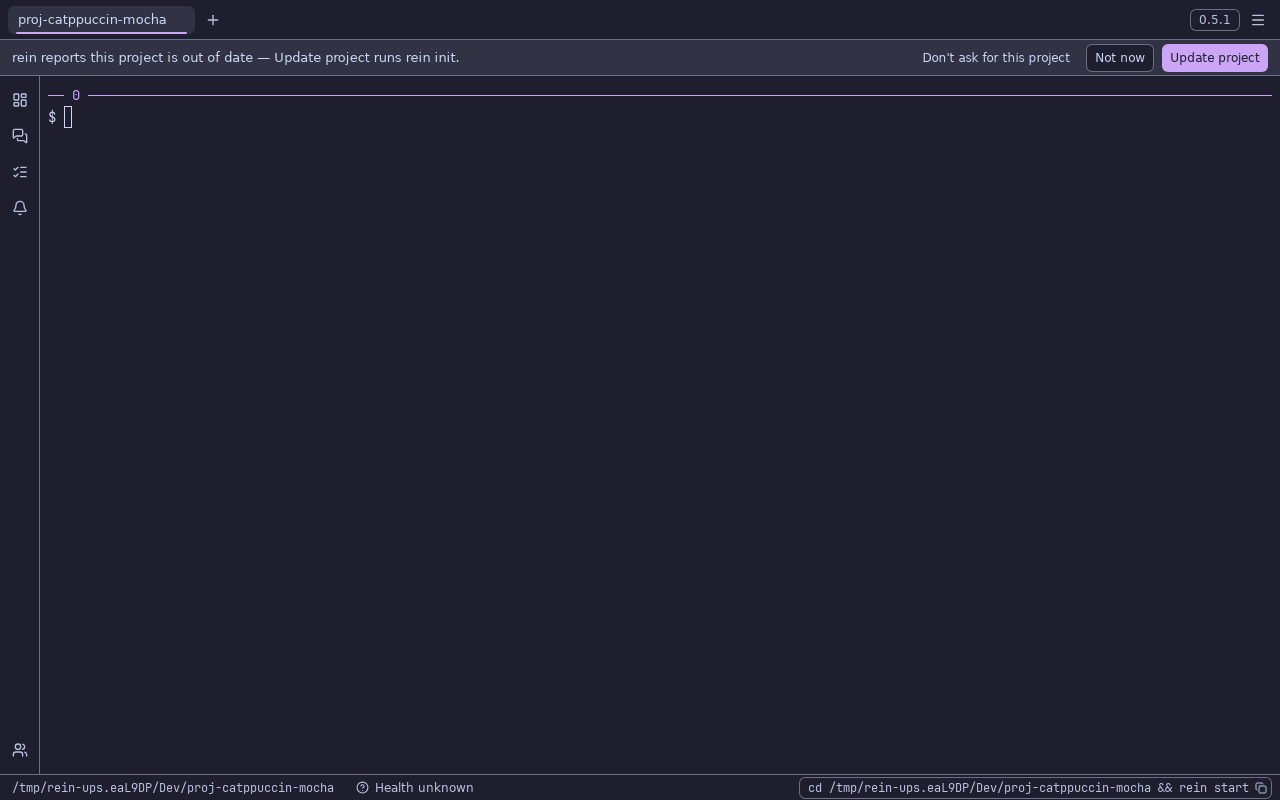 proj-catppuccin-mocha
0.5.1
rein reports this project is out of date — Update project runs rein init.
Don't ask for this project
Not now
Update project
0
$
/tmp/rein-ups.eaL9DP/Dev/proj-catppuccin-mocha
Health unknown
cd /tmp/rein-ups.eaL9DP/Dev/proj-catppuccin-mocha && rein start